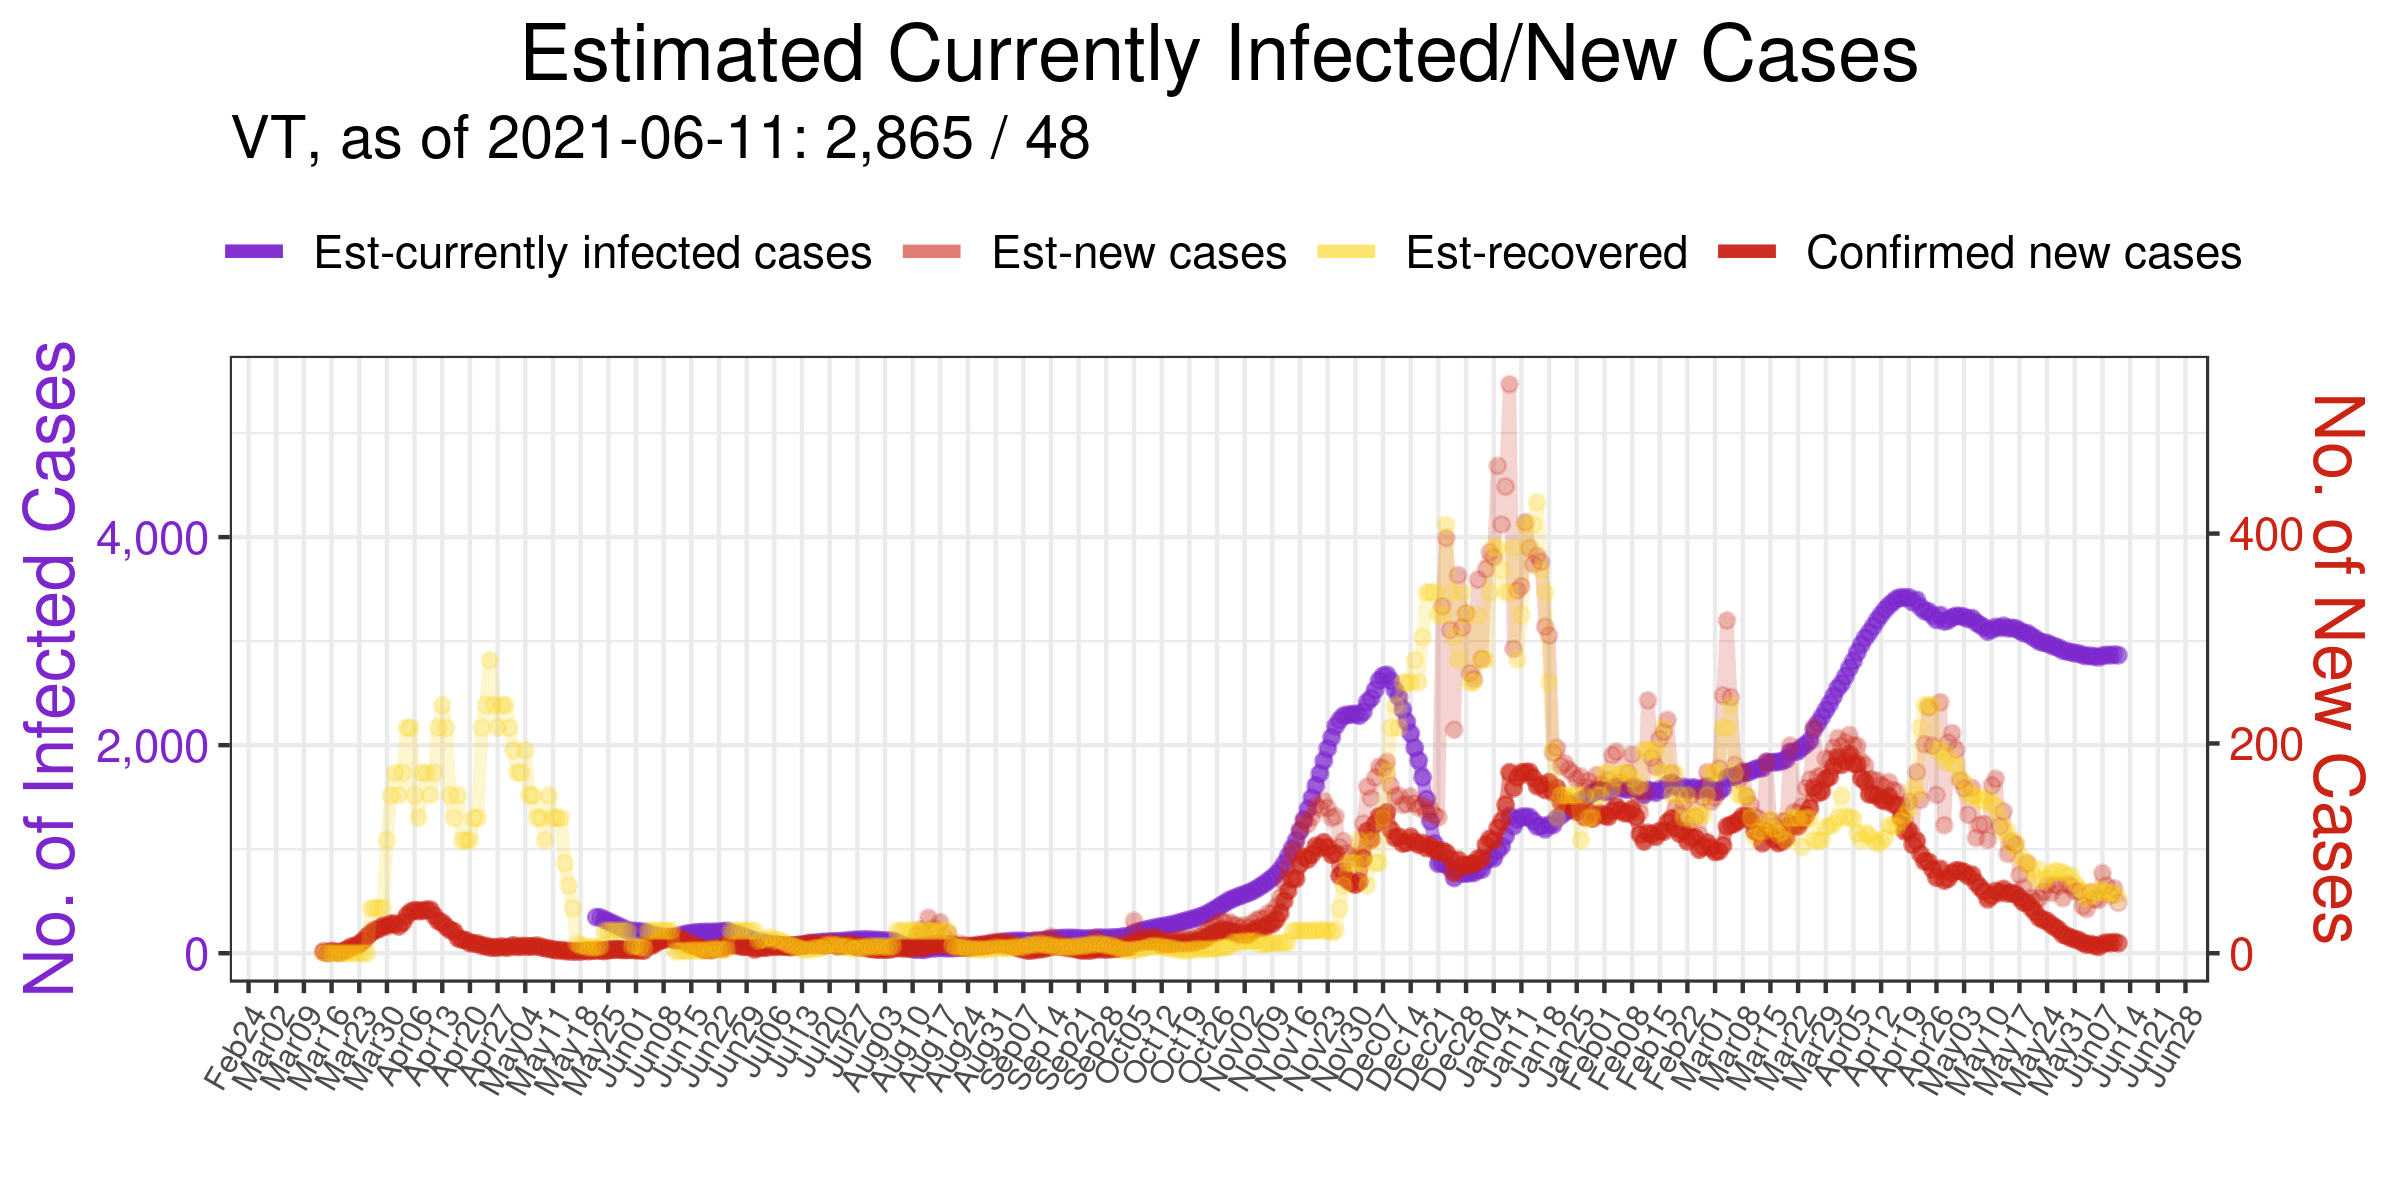 Estimated Currently Infected/New Cases
VT, as of 2021-06-11: 2,865 / 48
Est-currently infected cases Est-new cases Est-recovered Confirmed new cases
No. of Infected Cases
4,000
2,000
0
400
200
0
No. of New Cases
Feb24 Mar02 Mar09 Mar16 Mar23 Mar30 Apr06 Apr13 Apr20 Apr27 May04 May11 May18 May25 Jun01 Jun08 Jun15 Jun22 Jun29 Jul06 Jul13 Jul20 Jul27 Aug03 Aug10 Aug17 Aug24 Aug31 Sep07 Sep14 Sep21 Sep28 Oct05 Oct12 Oct19 Oct26 Nov02 Nov09 Nov16 Nov23 Nov30 Dec07 Dec14 Dec21 Dec28 Jan04 Jan11 Jan18 Jan25 Feb01 Feb08 Feb15 Feb22 Mar01 Mar08 Mar15 Mar22 Mar29 Apr05 Apr12 Apr19 Apr26 May03 May10 May17 May24 May31 Jun07 Jun14 Jun21 Jun28